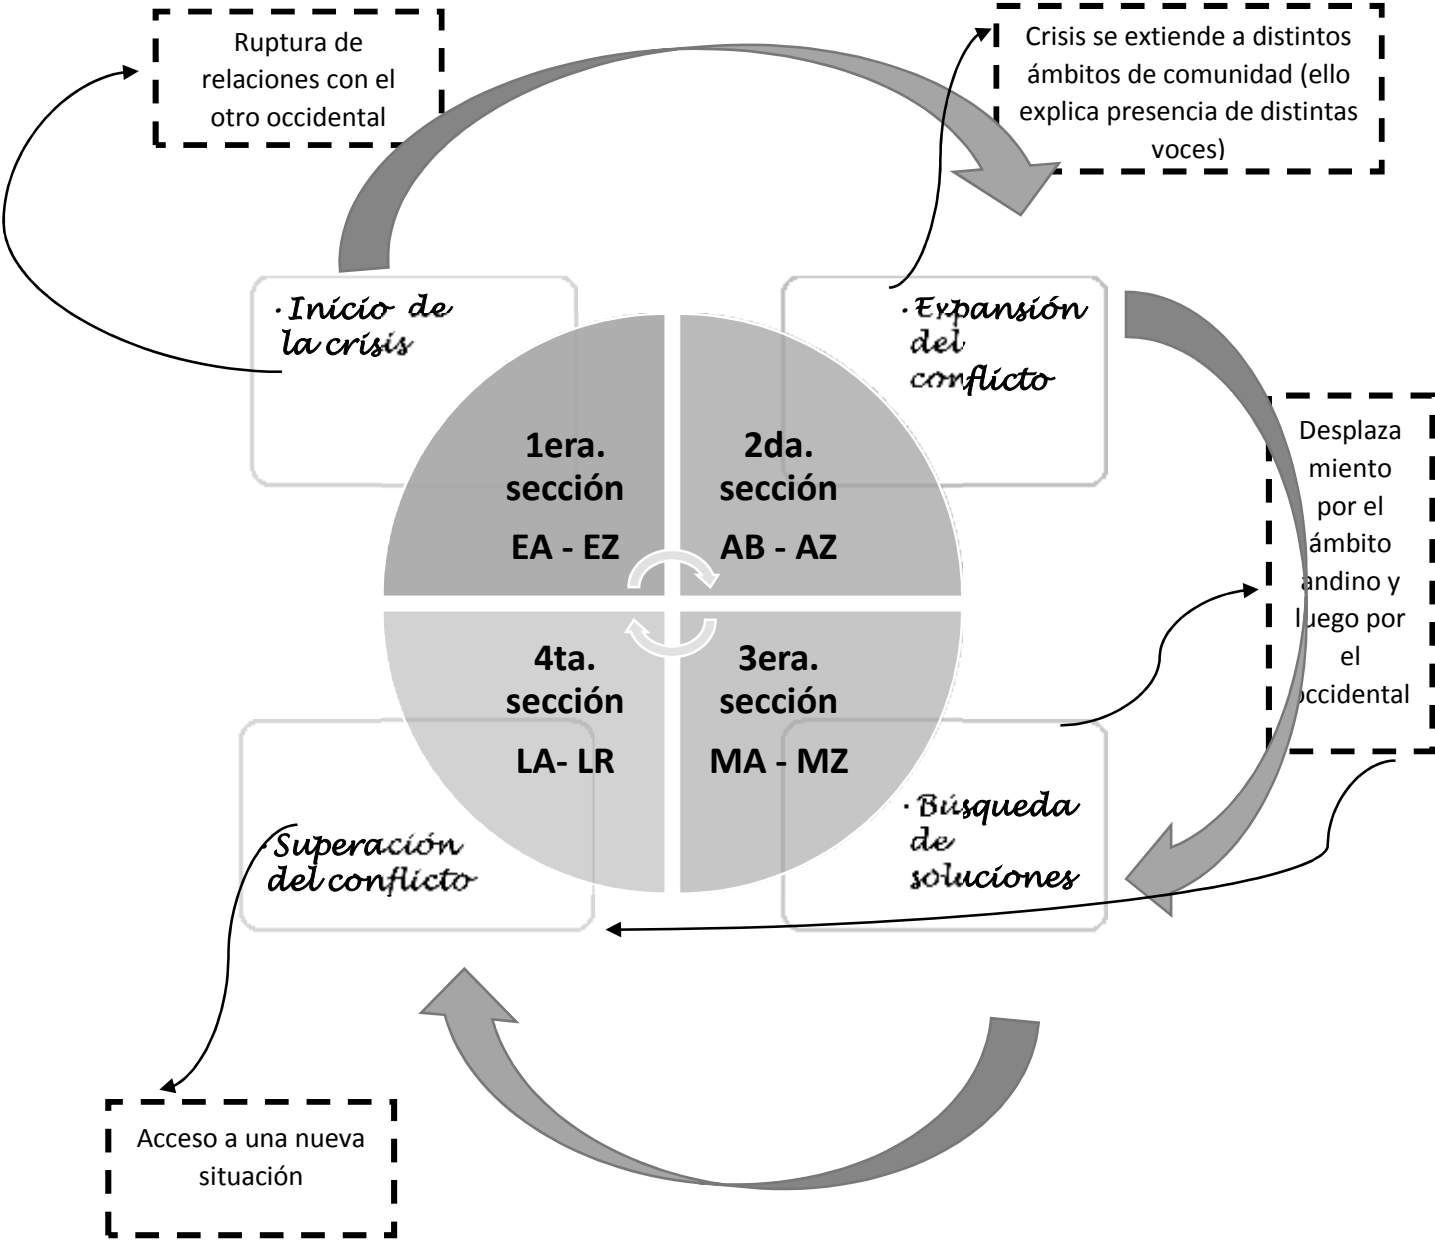 Ruptura de
relaciones con el
otro occidental
Crisis se extiende a distintos
ámbitos de comunidad (ello
explica presencia de distintas
voces)
·Inicio de
la crisis
·Expansión
del
conflicto
1era.
sección
EA - EZ
2da.
sección
AB - AZ
Desplaza
miento
por el
ámbito
andino y
luego por
el
occidental
4ta.
sección
LA- LR
3era.
sección
MA - MZ
·Superación
del conflicto
·Búsqueda
de
soluciones
Acceso a una nueva
situación